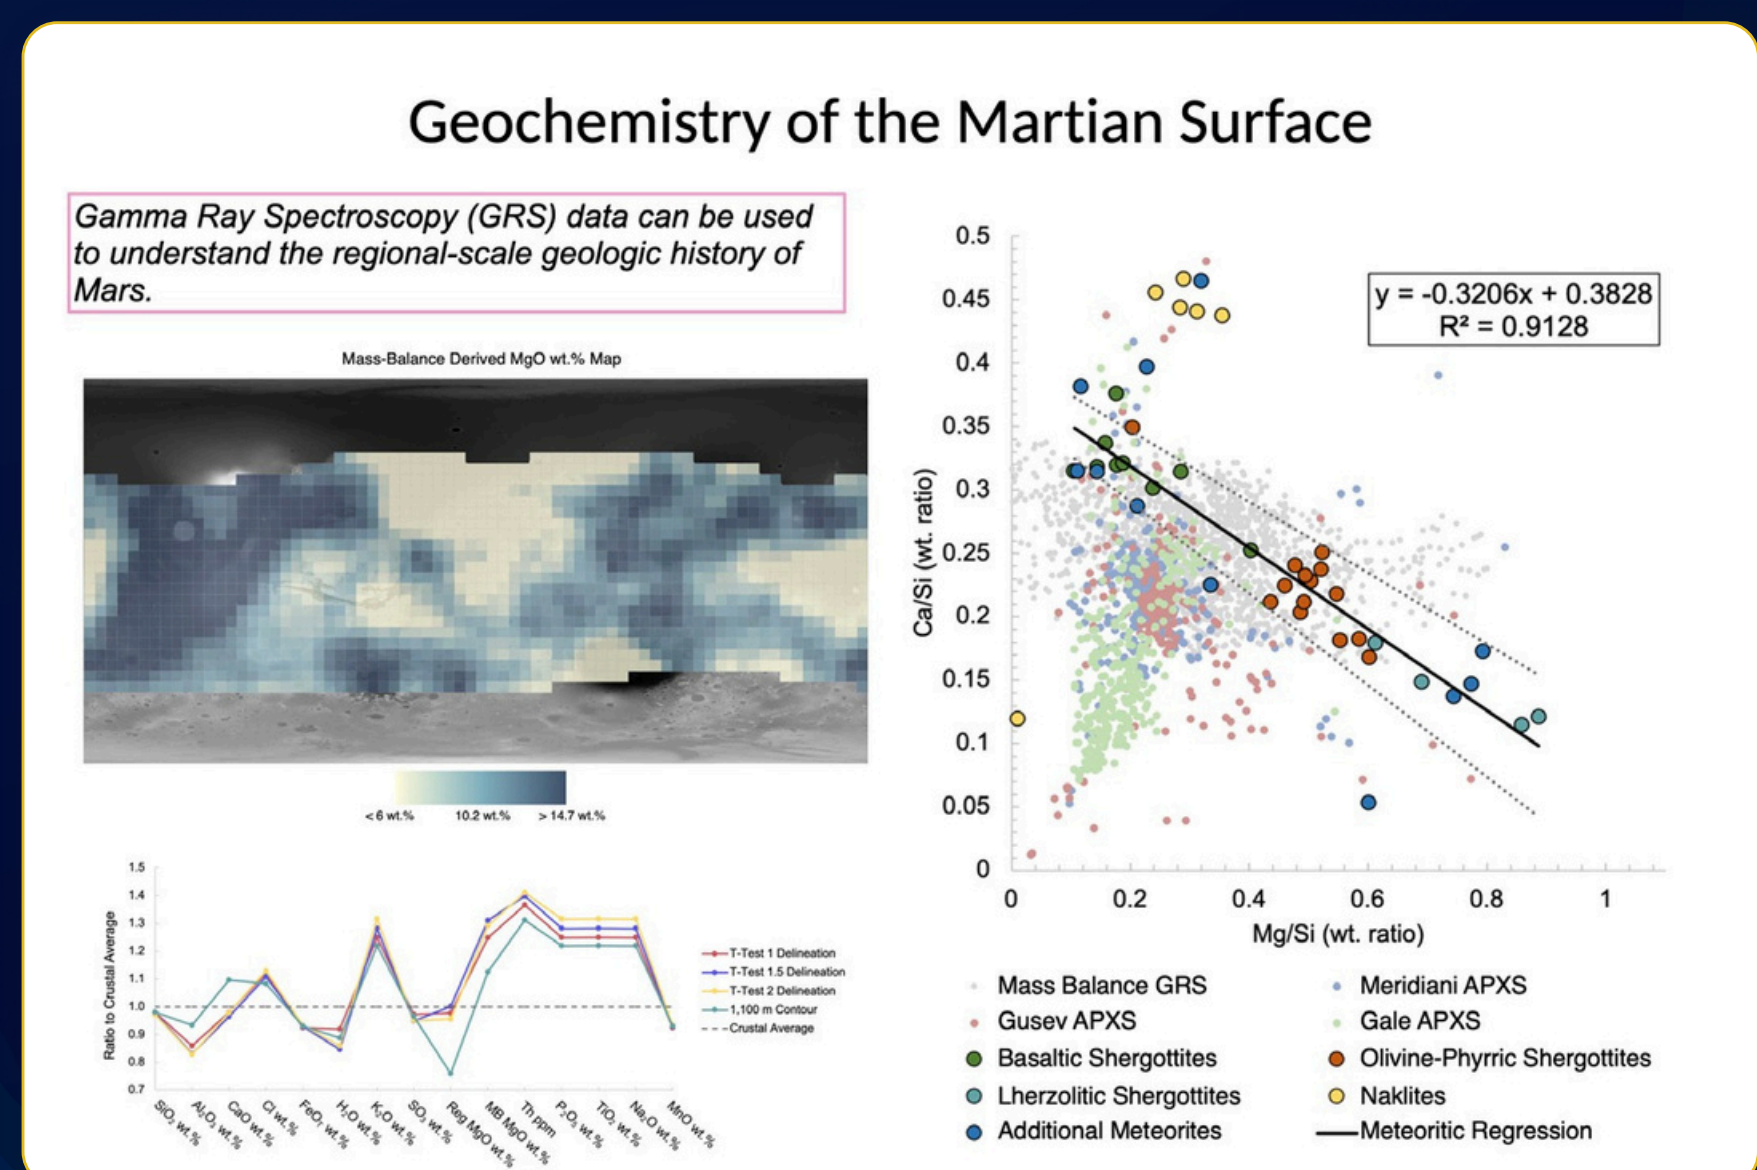 Geochemistry of the Martian Surface
Gamma Ray Spectroscopy (GRS) data can be used
to understand the regional-scale geologic history of
Mars.
Mass-Balance Derived MgO wt.% Map
< 6 wt.%
10.2 wt.%
> 14.7 wt.%
1.5
1.4
1.3
1.2
1.1
1.0
0.9
0.8
0.7
Ratio to Crustal Average
SiO₂ wt.%
Al₂O₃ wt.%
CaO wt.%
Cl wt.%
FeOT wt.%
H₂O wt.%
K₂O wt.%
SO₃ wt.%
Reg MgO wt.%
MB MgO wt.%
Th ppm
P₂O₅ wt.%
TiO₂ wt.%
Na₂O wt.%
MnO wt.%
T-Test 1 Delineation
T-Test 1.5 Delineation
T-Test 2 Delineation
1,100 m Contour
Crustal Average
0.5
0.45
0.4
0.35
0.3
0.25
0.2
0.15
0.1
0.05
0
Ca/Si (wt. ratio)
y = -0.3206x + 0.3828
R² = 0.9128
0 0.2 0.4 0.6 0.8 1
Mg/Si (wt. ratio)
Mass Balance GRS
Meridiani APXS
Gusev APXS
Gale APXS
Basaltic Shergottites
Olivine-Phyrric Shergottites
Lherzolitic Shergottites
Naklites
Additional Meteorites
Meteoritic Regression